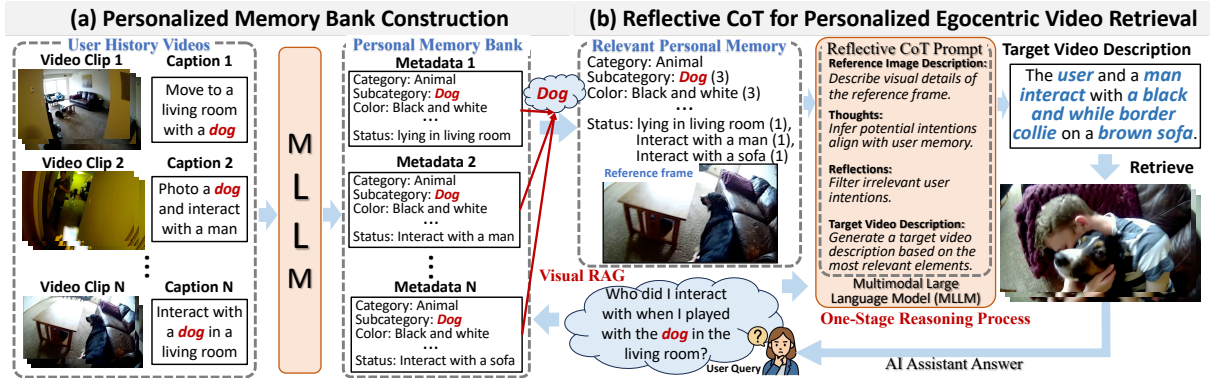 (a) Personalized Memory Bank Construction
User History Videos
Video Clip 1
Caption 1
Move to a
living room
with a dog
Video Clip 2
Caption 2
Photo a dog
and interact
with a man
Video Clip N
Caption N
Interact with
a dog in a
living room
M
L
L
M
Personal Memory Bank
Metadata 1
Category: Animal
Subcategory: Dog
Color: Black and white
...
Status: lying in living room
Metadata 2
Category: Animal
Subcategory: Dog
Color: Black and white
...
Status: Interact with a man
Metadata N
Category: Animal
Subcategory: Dog
Color: Black and white
...
Status: Interact with a sofa
Dog
(b) Reflective CoT for Personalized Egocentric Video Retrieval
Relevant Personal Memory
Category: Animal
Subcategory: Dog (3)
Color: Black and white (3)
...
Status: lying in living room (1),
Interact with a man (1),
Interact with a sofa (1)
Reference frame
Visual RAG
Who did I interact
with when I played
with the dog in the
living room?
?
User Query
Reflective CoT Prompt
Reference Image Description:
Describe visual details of
the reference frame.
Thoughts:
Infer potential intentions
align with user memory.
Reflections:
Filter irrelevant user
intentions.
Target Video Description:
Generate a target video
description based on the
most relevant elements.
Multimodal Large
Language Model (MLLM)
One-Stage Reasoning Process
Target Video Description
The user and a man
interact with a black
and while border
collie on a brown sofa.
Retrieve
AI Assistant Answer